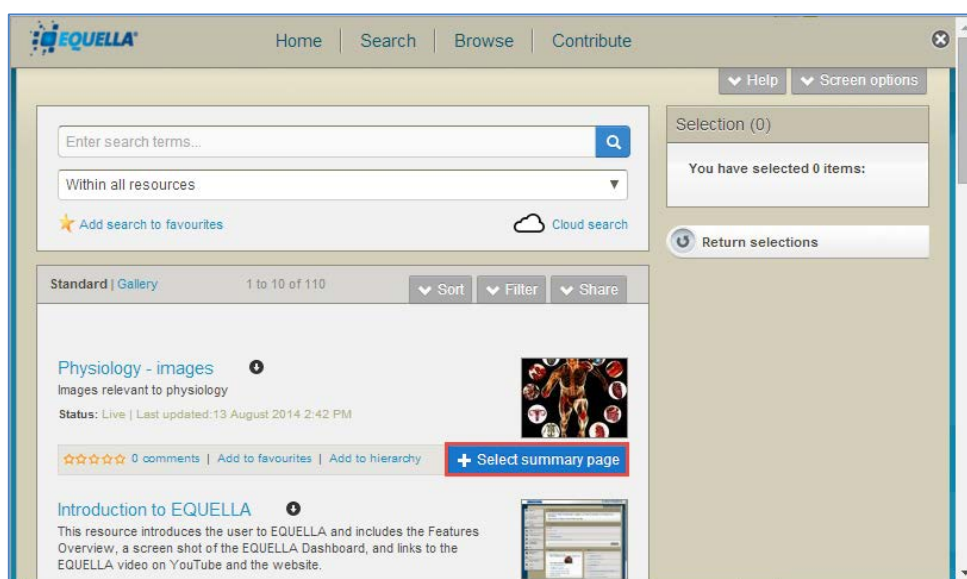 EQUELLA
Home | Search | Browse | Contribute
Help
Screen options
Enter search terms...
Within all resources
Add search to favourites
Cloud search
Selection (0)
You have selected 0 items:
Return selections
Standard | Gallery
1 to 10 of 110
Sort
Filter
Share
Physiology - images
Images relevant to physiology
Status: Live | Last updated:13 August 2014 2:42 PM
0 comments | Add to favourites | Add to hierarchy
Select summary page
Introduction to EQUELLA
This resource introduces the user to EQUELLA and includes the Features
Overview, a screen shot of the EQUELLA Dashboard, and links to the
EQUELLA video on YouTube and the website.